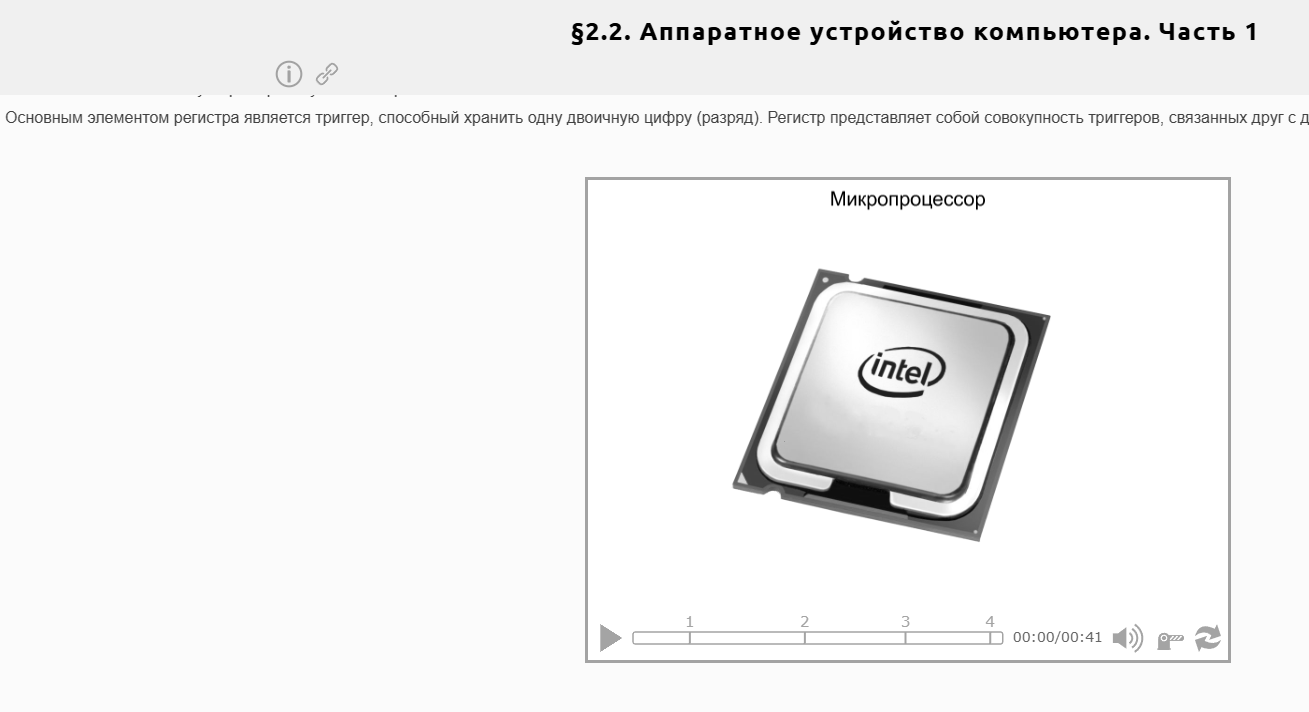 §2.2. Аппаратное устройство компьютера. Часть 1
Основным элементом регистра является триггер, способный хранить одну двоичную цифру (разряд). Регистр представляет собой совокупность триггеров, связанных друг с д
Микропроцессор
intel
1 2 3 4
00:00/00:41